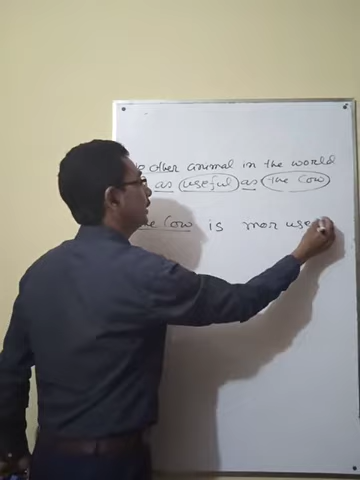 other animal in the world
as useful as the Cow
Cow is mor use